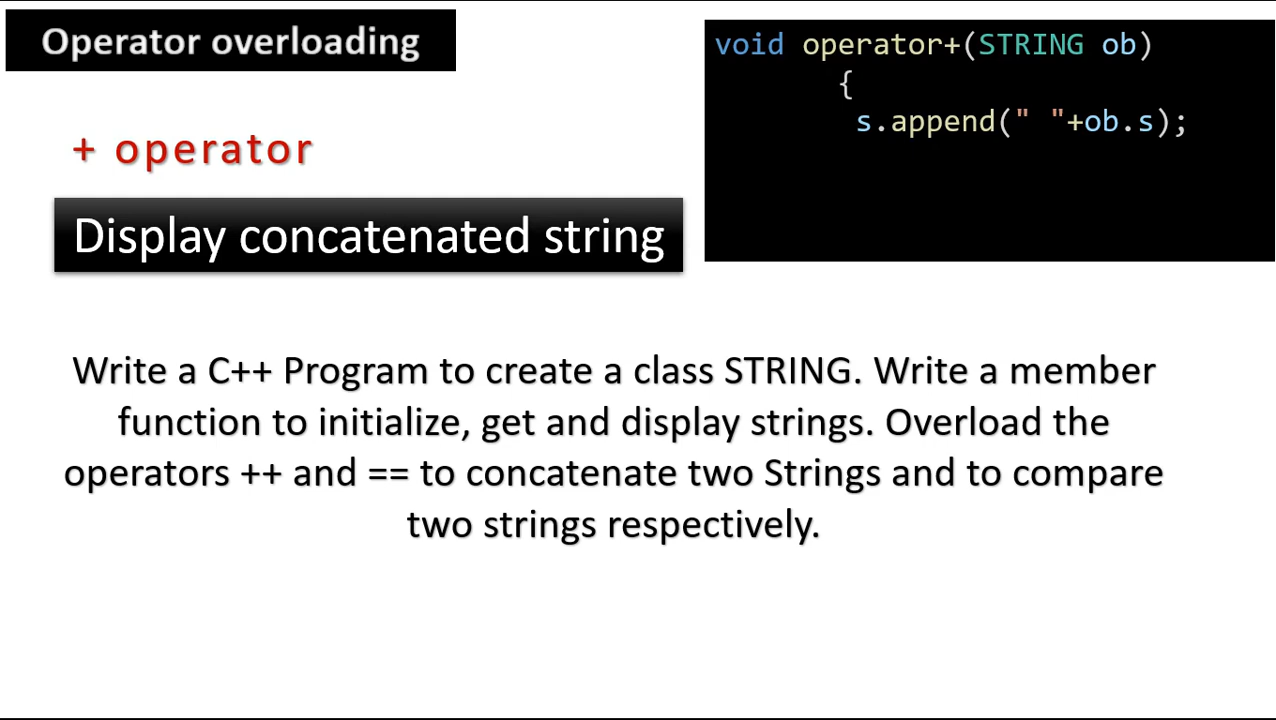 Operator overloading
+ operator
Display concatenated string
void operator+(STRING ob)
{
s.append(" "+ob.s);
Write a C++ Program to create a class STRING. Write a member
function to initialize, get and display strings. Overload the
operators ++ and == to concatenate two Strings and to compare
two strings respectively.